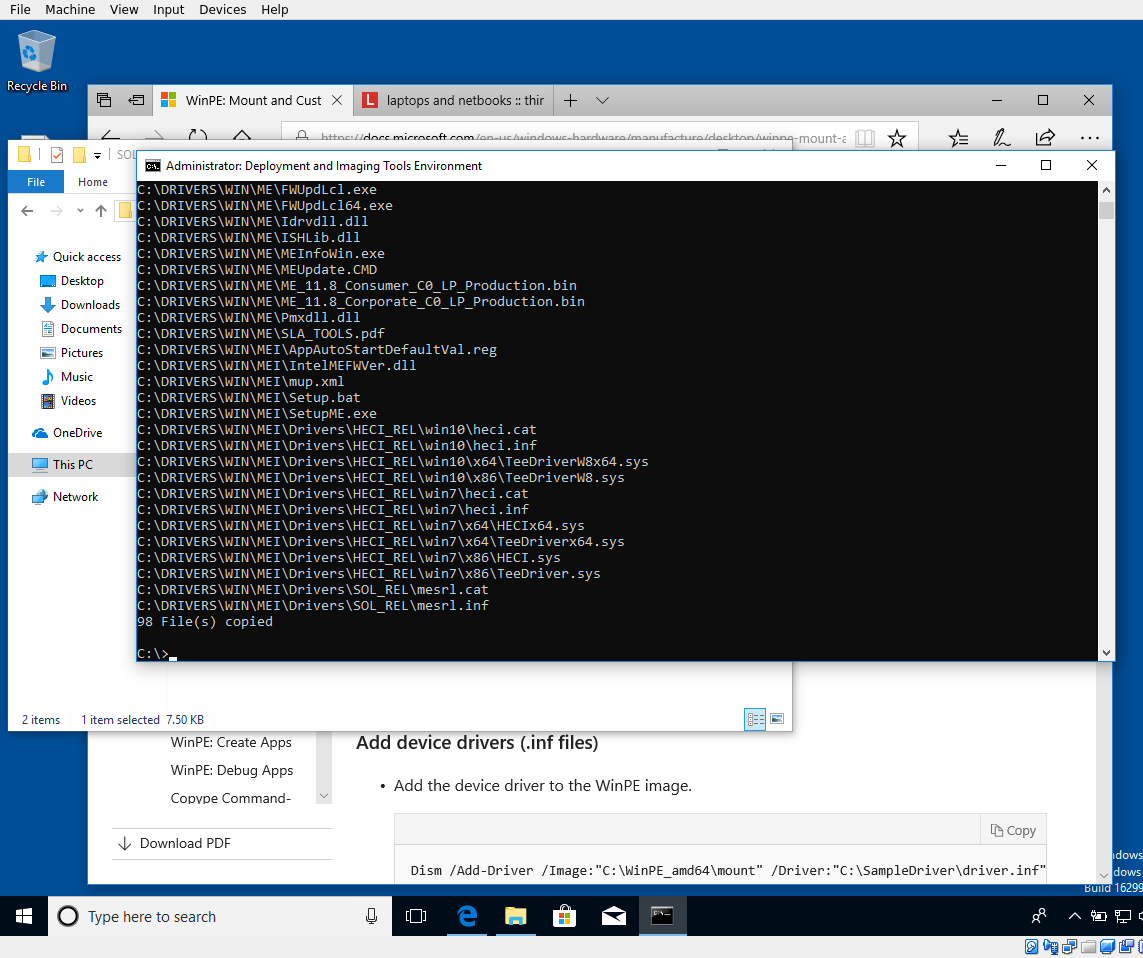 File Machine View Input Devices Help
Recycle Bin
WinPE: Mount and Cust
laptops and netbooks :: thir
https://docs.microsoft.com/en-us/windows-hardware/manufacture/desktop/winpe-mount-a
SOL
File Home
Administrator: Deployment and Imaging Tools Environment
Quick access
Desktop
Downloads
Documents
Pictures
Music
Videos
OneDrive
This PC
Network
C:\DRIVERS\WIN\ME\FWUpdLcl.exe
C:\DRIVERS\WIN\ME\FWUpdLcl64.exe
C:\DRIVERS\WIN\ME\Idrvdll.dll
C:\DRIVERS\WIN\ME\ISHLib.dll
C:\DRIVERS\WIN\ME\MEInfoWin.exe
C:\DRIVERS\WIN\ME\MEUpdate.CMD
C:\DRIVERS\WIN\ME\ME_11.8_Consumer_C0_LP_Production.bin
C:\DRIVERS\WIN\ME\ME_11.8_Corporate_C0_LP_Production.bin
C:\DRIVERS\WIN\ME\Pmxdll.dll
C:\DRIVERS\WIN\ME\SLA_TOOLS.pdf
C:\DRIVERS\WIN\MEI\AppAutoStartDefaultVal.reg
C:\DRIVERS\WIN\MEI\IntelMEFWVer.dll
C:\DRIVERS\WIN\MEI\mup.xml
C:\DRIVERS\WIN\MEI\Setup.bat
C:\DRIVERS\WIN\MEI\SetupME.exe
C:\DRIVERS\WIN\MEI\Drivers\HECI_REL\win10\heci.cat
C:\DRIVERS\WIN\MEI\Drivers\HECI_REL\win10\heci.inf
C:\DRIVERS\WIN\MEI\Drivers\HECI_REL\win10\x64\TeeDriverW8x64.sys
C:\DRIVERS\WIN\MEI\Drivers\HECI_REL\win10\x86\TeeDriverW8.sys
C:\DRIVERS\WIN\MEI\Drivers\HECI_REL\win7\heci.cat
C:\DRIVERS\WIN\MEI\Drivers\HECI_REL\win7\heci.inf
C:\DRIVERS\WIN\MEI\Drivers\HECI_REL\win7\x64\HECIx64.sys
C:\DRIVERS\WIN\MEI\Drivers\HECI_REL\win7\x64\TeeDriverx64.sys
C:\DRIVERS\WIN\MEI\Drivers\HECI_REL\win7\x86\HECI.sys
C:\DRIVERS\WIN\MEI\Drivers\HECI_REL\win7\x86\TeeDriver.sys
C:\DRIVERS\WIN\MEI\Drivers\SOL_REL\mesrl.cat
C:\DRIVERS\WIN\MEI\Drivers\SOL_REL\mesrl.inf
98 File(s) copied
C:\>
2 items 1 item selected 7.50 KB
WinPE: Create Apps
WinPE: Debug Apps
Copype Command-
Download PDF
Add device drivers (.inf files)
• Add the device driver to the WinPE image.
Copy
Dism /Add-Driver /Image:"C:\WinPE_amd64\mount" /Driver:"C:\SampleDriver\driver.inf"
ndows
dows
Build 16299
Type here to search